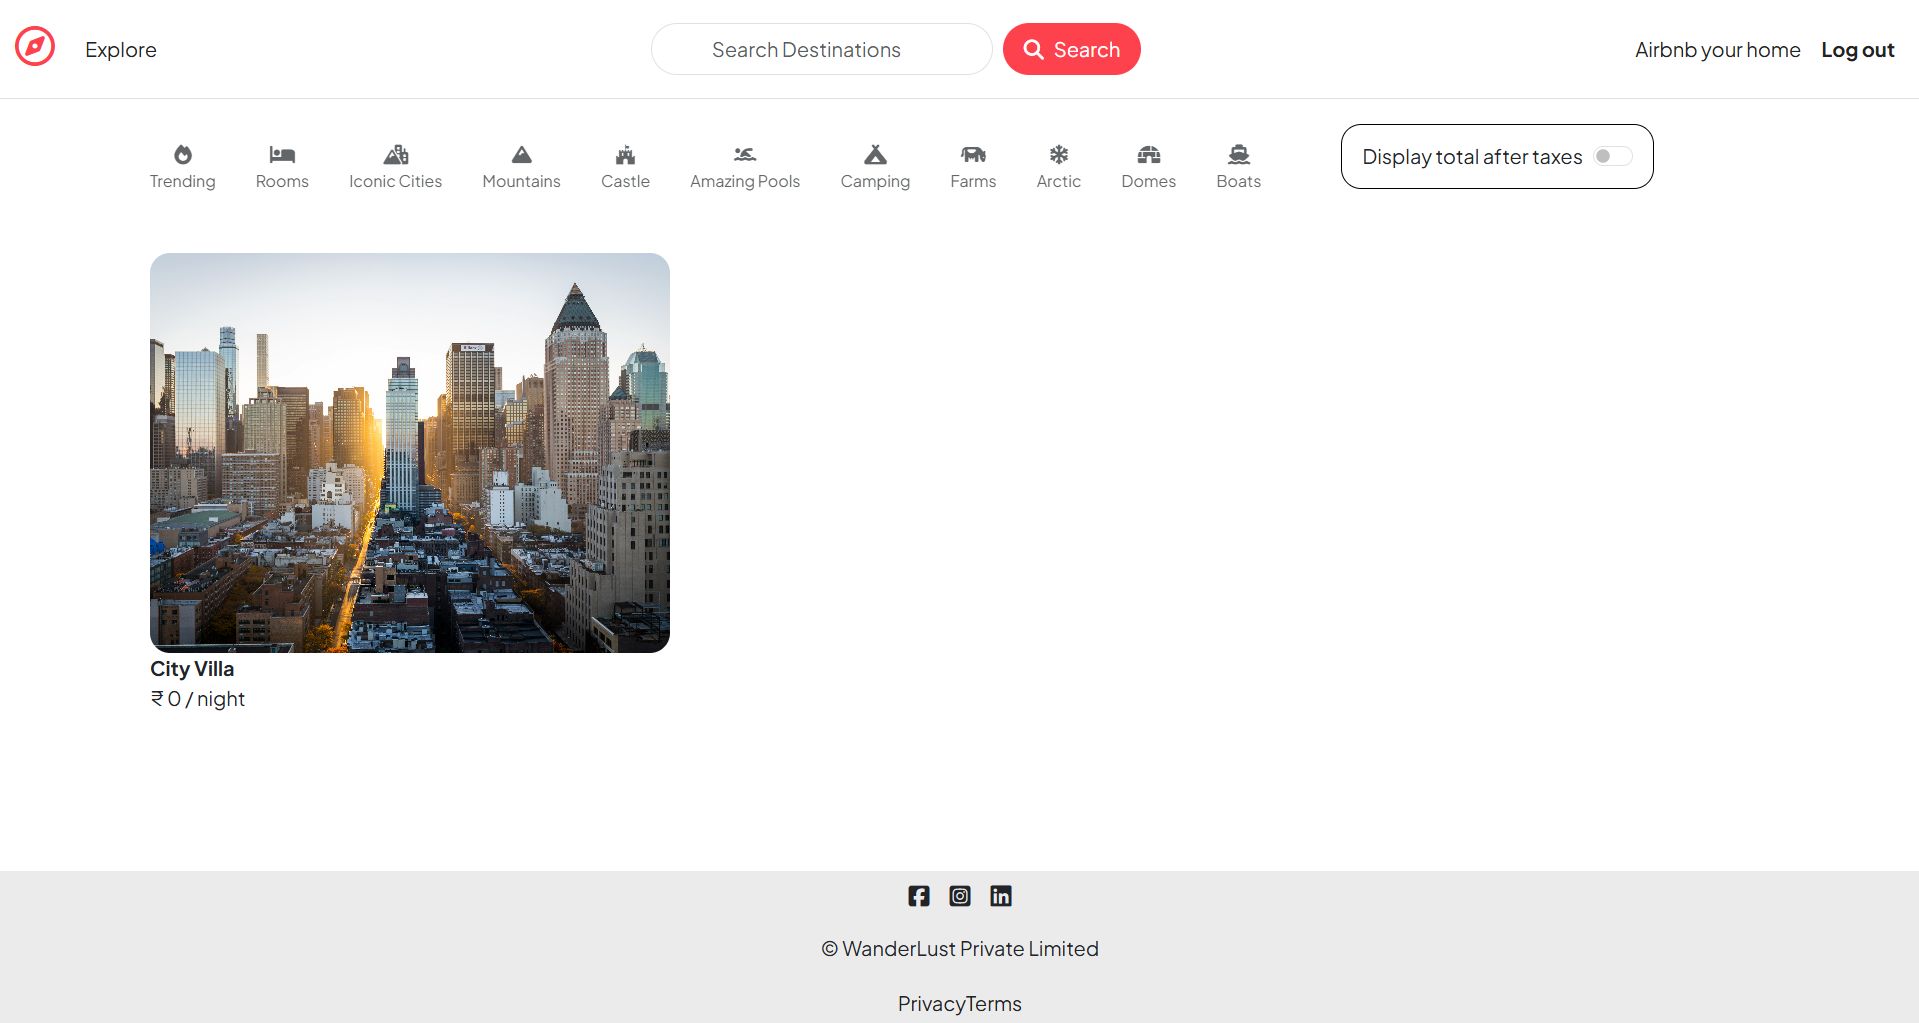 Explore
Search Destinations
Search
Airbnb your home
Log out
Trending
Rooms
Iconic Cities
Mountains
Castle
Amazing Pools
Camping
Farms
Arctic
Domes
Boats
Display total after taxes
City Villa
₹ 0 / night
© WanderLust Private Limited
PrivacyTerms